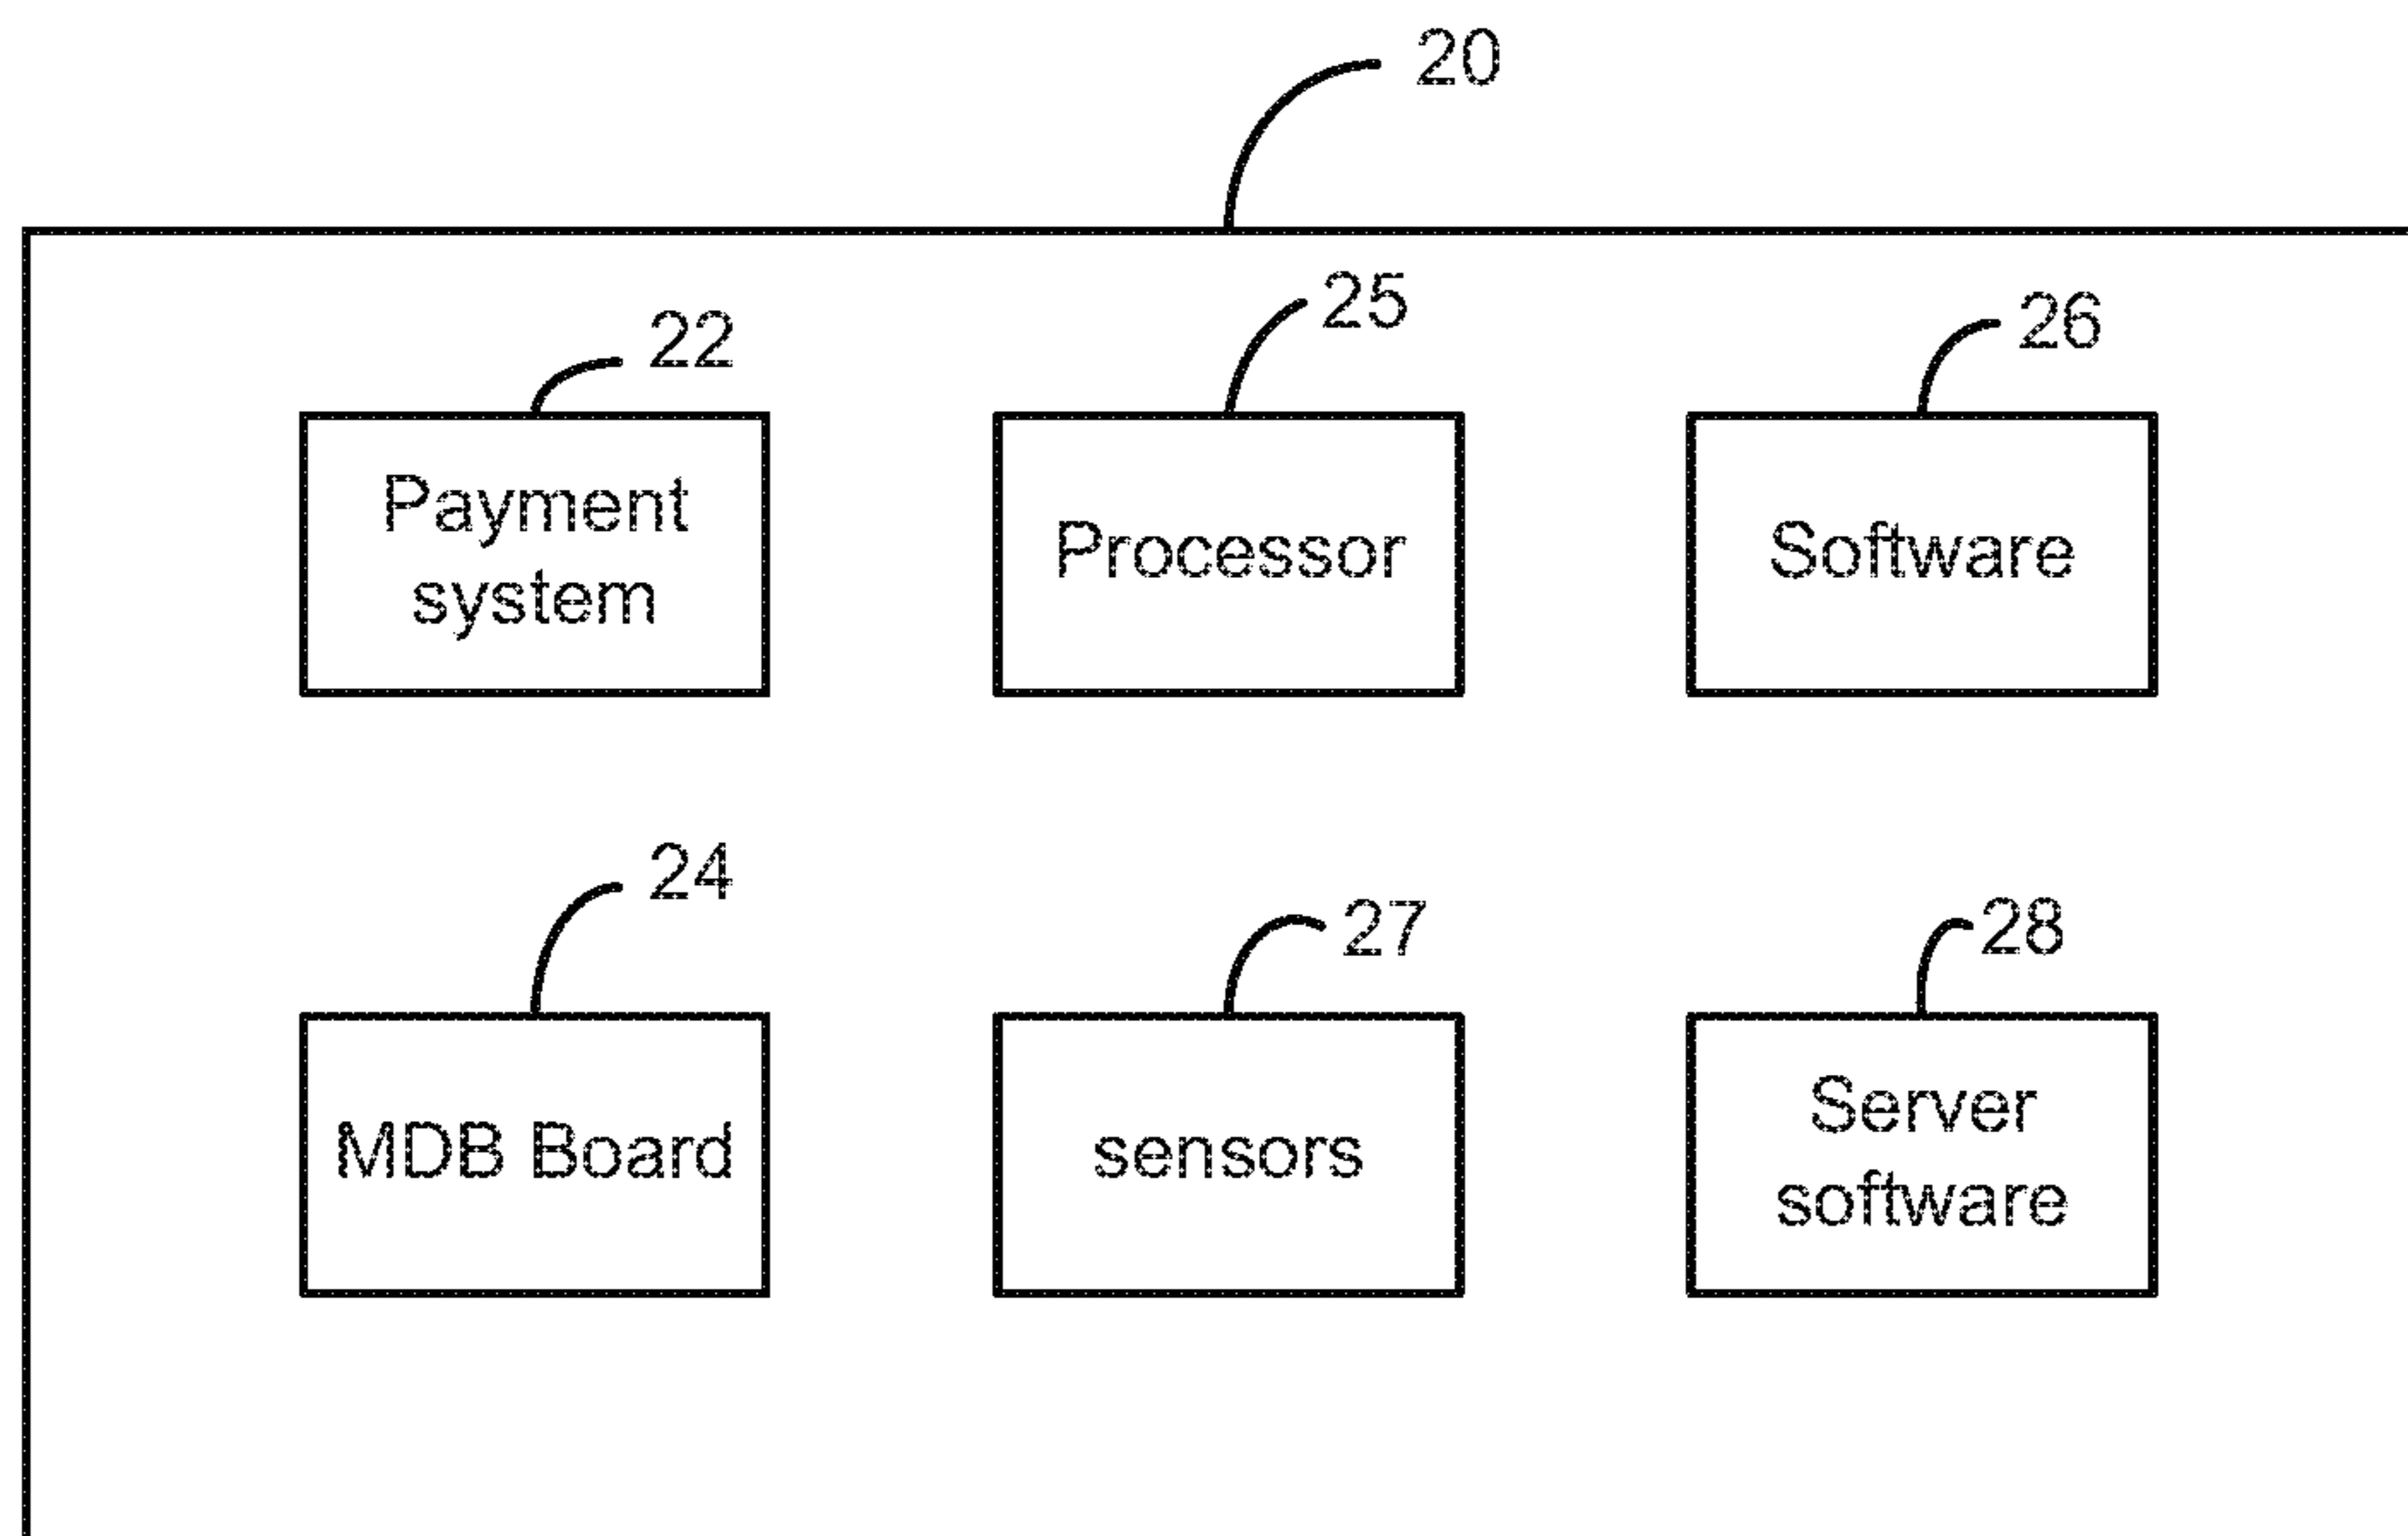 20
22
25
26
Payment
system
Processor
Software
24
27
28
MDB Board
sensors
Server
software